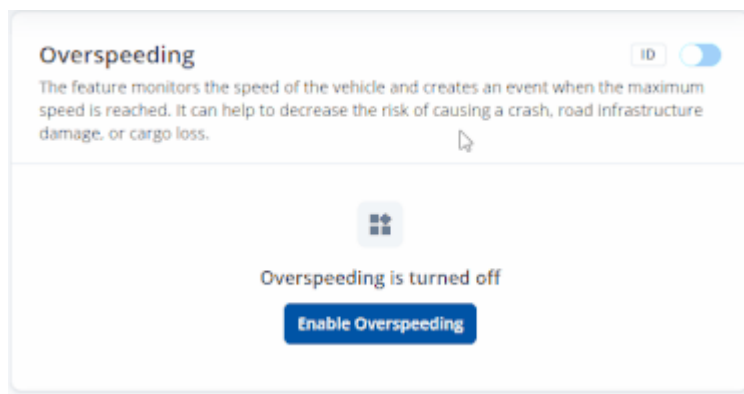 Overspeeding
ID
The feature monitors the speed of the vehicle and creates an event when the maximum
speed is reached. It can help to decrease the risk of causing a crash, road infrastructure
damage, or cargo loss.
Overspeeding is turned off
Enable Overspeeding